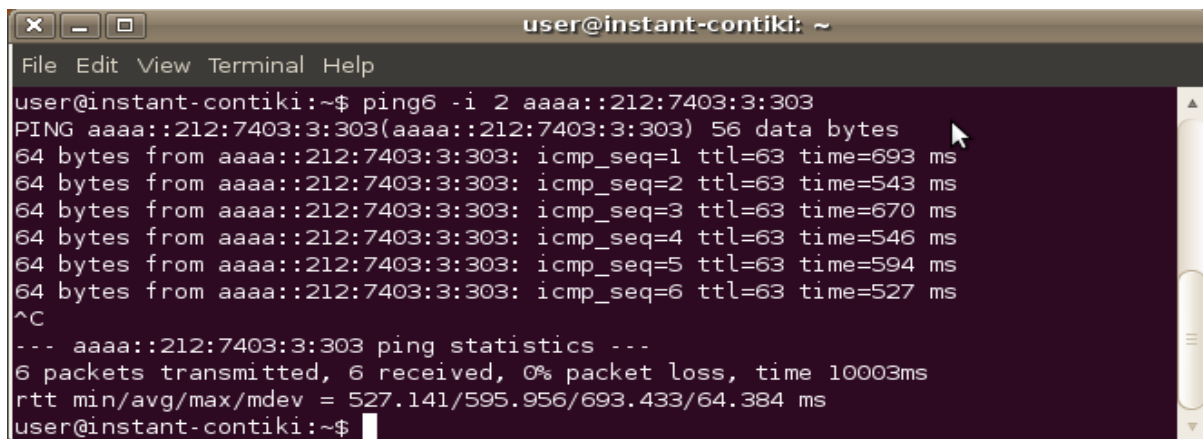 user@instant-contiki: ~
File Edit View Terminal Help
user@instant-contiki:~$ ping6 -i 2 aaaa::212:7403:3:303
PING aaaa::212:7403:3:303(aaaa::212:7403:3:303) 56 data bytes
64 bytes from aaaa::212:7403:3:303: icmp_seq=1 ttl=63 time=693 ms
64 bytes from aaaa::212:7403:3:303: icmp_seq=2 ttl=63 time=543 ms
64 bytes from aaaa::212:7403:3:303: icmp_seq=3 ttl=63 time=670 ms
64 bytes from aaaa::212:7403:3:303: icmp_seq=4 ttl=63 time=546 ms
64 bytes from aaaa::212:7403:3:303: icmp_seq=5 ttl=63 time=594 ms
64 bytes from aaaa::212:7403:3:303: icmp_seq=6 ttl=63 time=527 ms
^C
--- aaaa::212:7403:3:303 ping statistics ---
6 packets transmitted, 6 received, 0% packet loss, time 10003ms
rtt min/avg/max/mdev = 527.141/595.956/693.433/64.384 ms
user@instant-contiki:~$